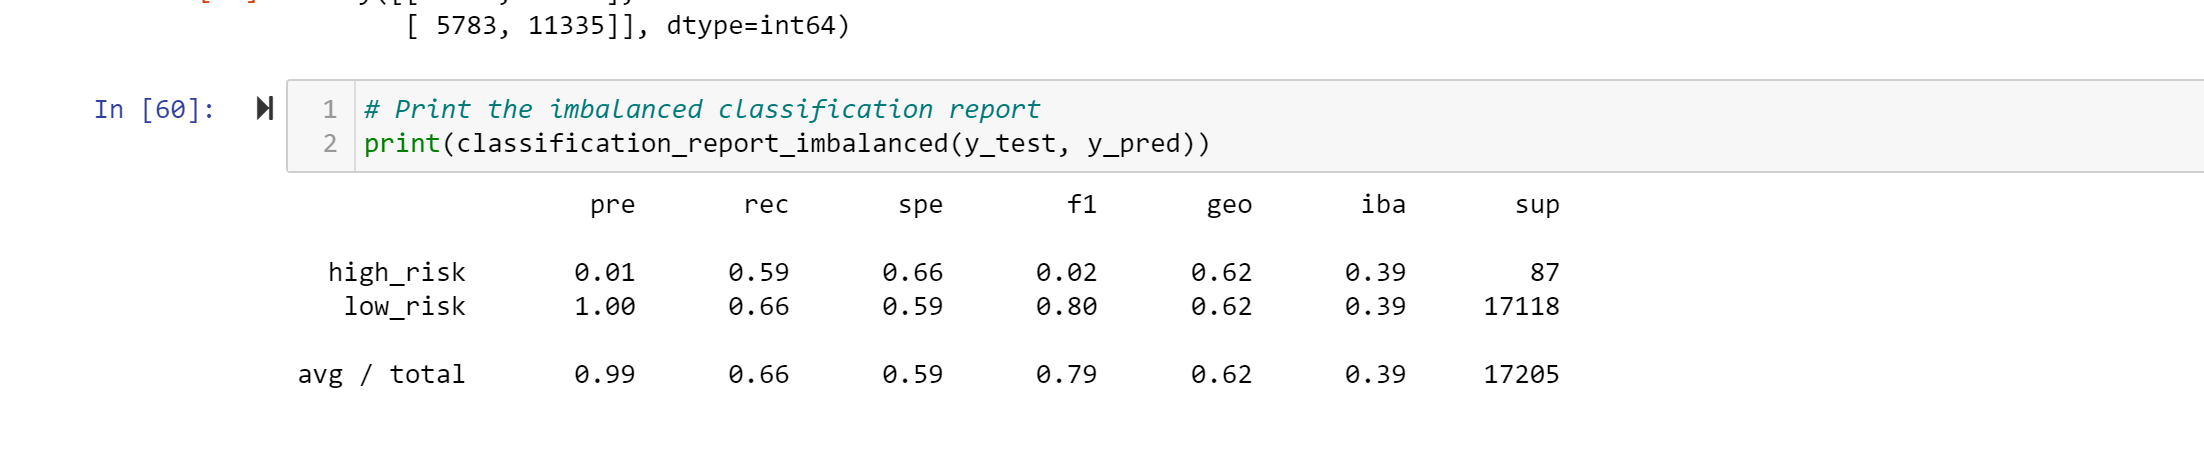 [ 5783, 11335]], dtype=int64)
In [60]:
1 # Print the imbalanced classification report
2 print(classification_report_imbalanced(y_test, y_pred))
pre rec spe f1 geo iba sup
high_risk 0.01 0.59 0.66 0.02 0.62 0.39 87
low_risk 1.00 0.66 0.59 0.80 0.62 0.39 17118
avg / total 0.99 0.66 0.59 0.79 0.62 0.39 17205